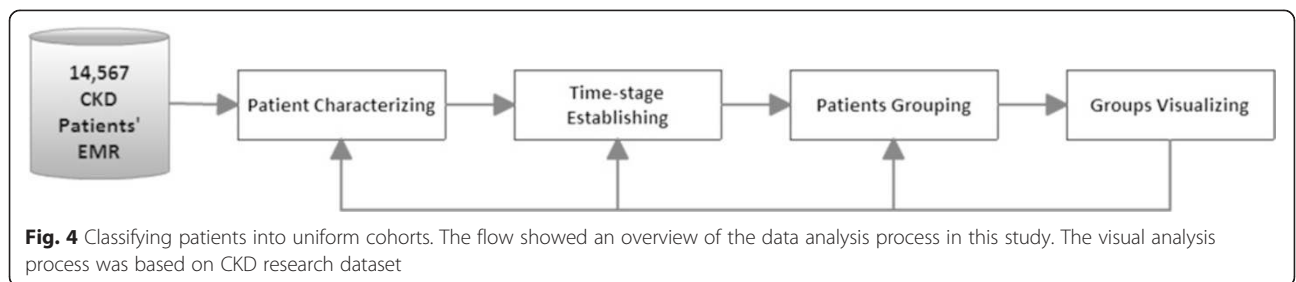 14,567
CKD
Patients'
EMR
Patient Characterizing
Time-stage
Establishing
Patients Grouping
Groups Visualizing
Fig. 4 Classifying patients into uniform cohorts. The flow showed an overview of the data analysis process in this study. The visual analysis
process was based on CKD research dataset